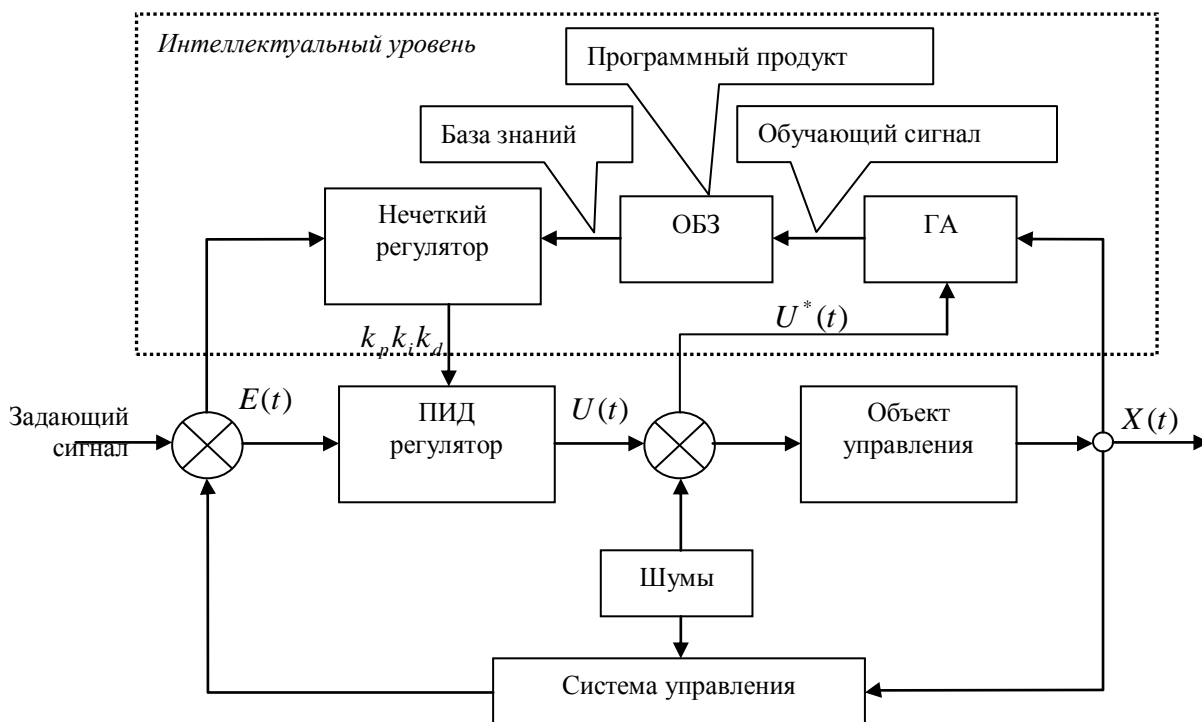 Интеллектуальный уровень
Программный продукт
База знаний
Обучающий сигнал
Нечеткий
регулятор
ОБЗ
ГА
U*(t)
k_p k_i k_d
Задающий
сигнал
E(t)
ПИД
регулятор
U(t)
Объект
управления
X(t)
Шумы
Система управления